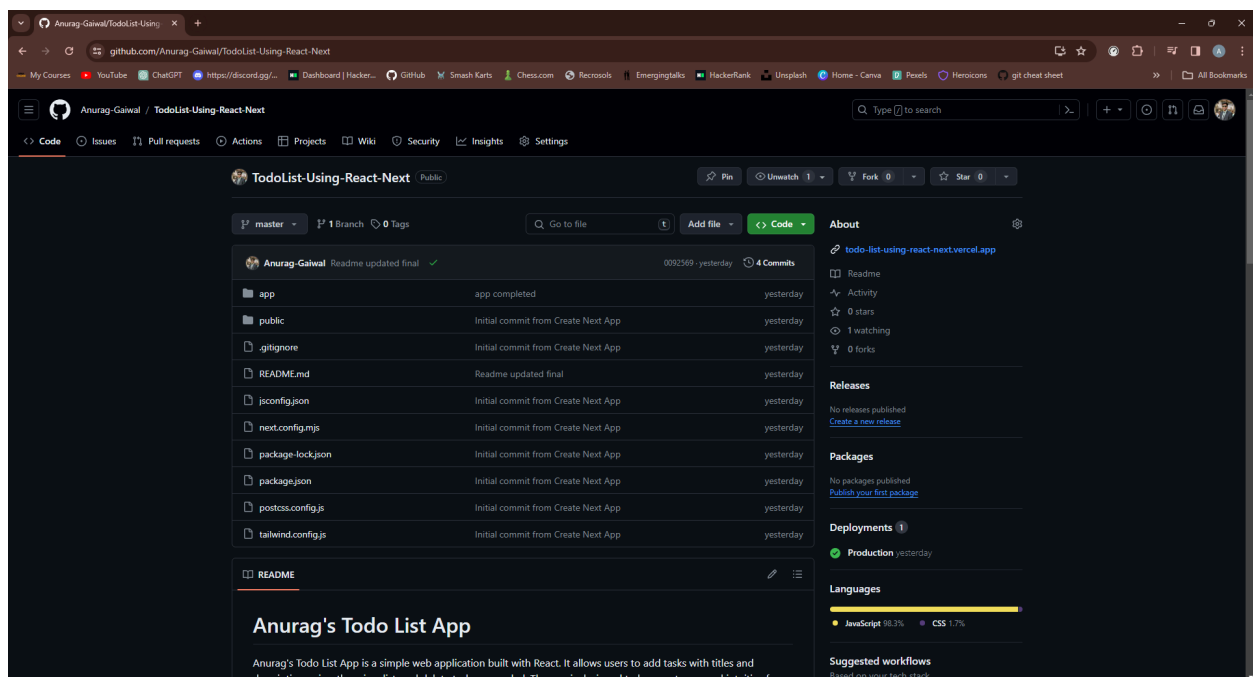 Anurag-Gaiwal/TodoList-Using
github.com/Anurag-Gaiwal/TodoList-Using-React-Next
My Courses YouTube ChatGPT https://discord.gg/... Dashboard | Hacker... GitHub Smash Karts Chess.com Recrosols Emergingtalks HackerRank Unsplash Home - Canva Pexels Heroicons git cheat sheet All Bookmarks
Anurag-Gaiwal / TodoList-Using-React-Next Type / to search
Code Issues Pull requests Actions Projects Wiki Security Insights Settings
TodoList-Using-React-Next Public Pin Unwatch 1 Fork 0 Star 0
master 1 Branch 0 Tags Go to file t Add file Code
Anurag-Gaiwal Readme updated final 0092569 · yesterday 4 Commits
app app completed yesterday
public Initial commit from Create Next App yesterday
.gitignore Initial commit from Create Next App yesterday
README.md Readme updated final yesterday
jsconfig.json Initial commit from Create Next App yesterday
next.config.mjs Initial commit from Create Next App yesterday
package-lock.json Initial commit from Create Next App yesterday
package.json Initial commit from Create Next App yesterday
postcss.config.js Initial commit from Create Next App yesterday
tailwind.config.js Initial commit from Create Next App yesterday
README
Anurag's Todo List App
Anurag's Todo List App is a simple web application built with React. It allows users to add tasks with titles and
About
todo-list-using-react-next.vercel.app
Readme
Activity
0 stars
1 watching
0 forks
Releases
No releases published
Create a new release
Packages
No packages published
Publish your first package
Deployments 1
Production yesterday
Languages
JavaScript 98.3% CSS 1.7%
Suggested workflows
Based on your tech stack